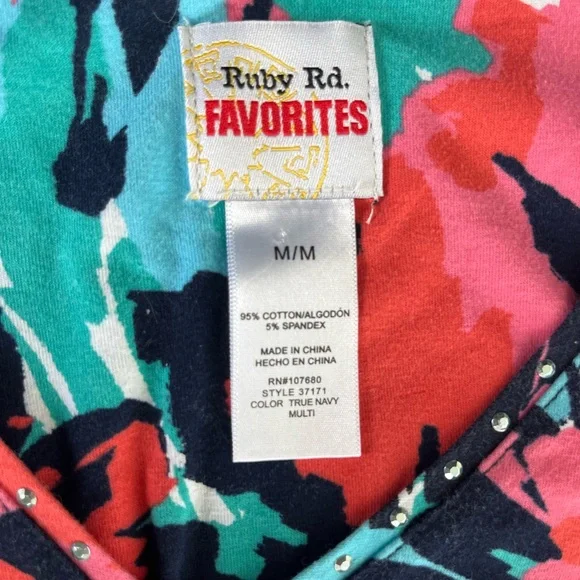 Ruby Rd.
FAVORITES
M/M
95% COTTON/ALGODÓN
5% SPANDEX
MADE IN CHINA
HECHO EN CHINA
RN#107680
STYLE 37171
COLOR TRUE NAVY
MULTI